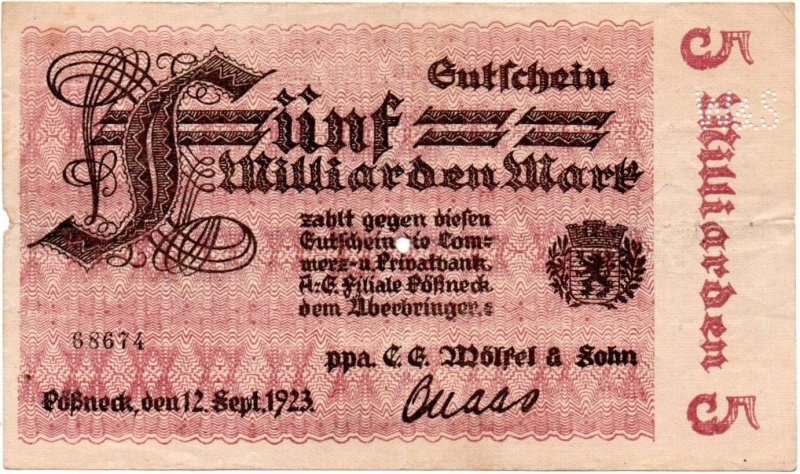 Gutschein
Fünf
Milliarden Mark
zahlt gegen diesen
Gutschein die Com-
merz- u. Privatbank,
A.-G. Filiale Pößneck
dem Überbringer.
68674
ppa. C. G. Wölfel & Sohn
Pößneck, den 12. Sept. 1923.
5 Milliarden 5